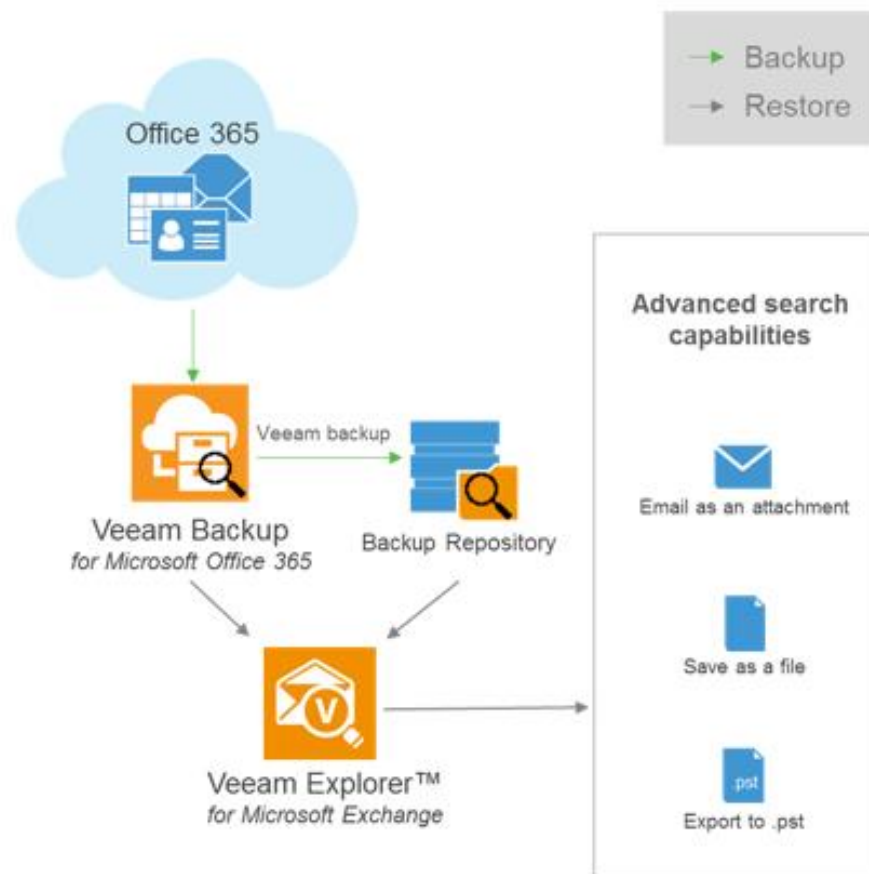 Backup
Restore
Office 365
Advanced search
capabilities
Veeam backup
Email as an attachment
Veeam Backup
for Microsoft Office 365
Backup Repository
Save as a file
V
Veeam Explorer™
for Microsoft Exchange
.pst
Export to .pst